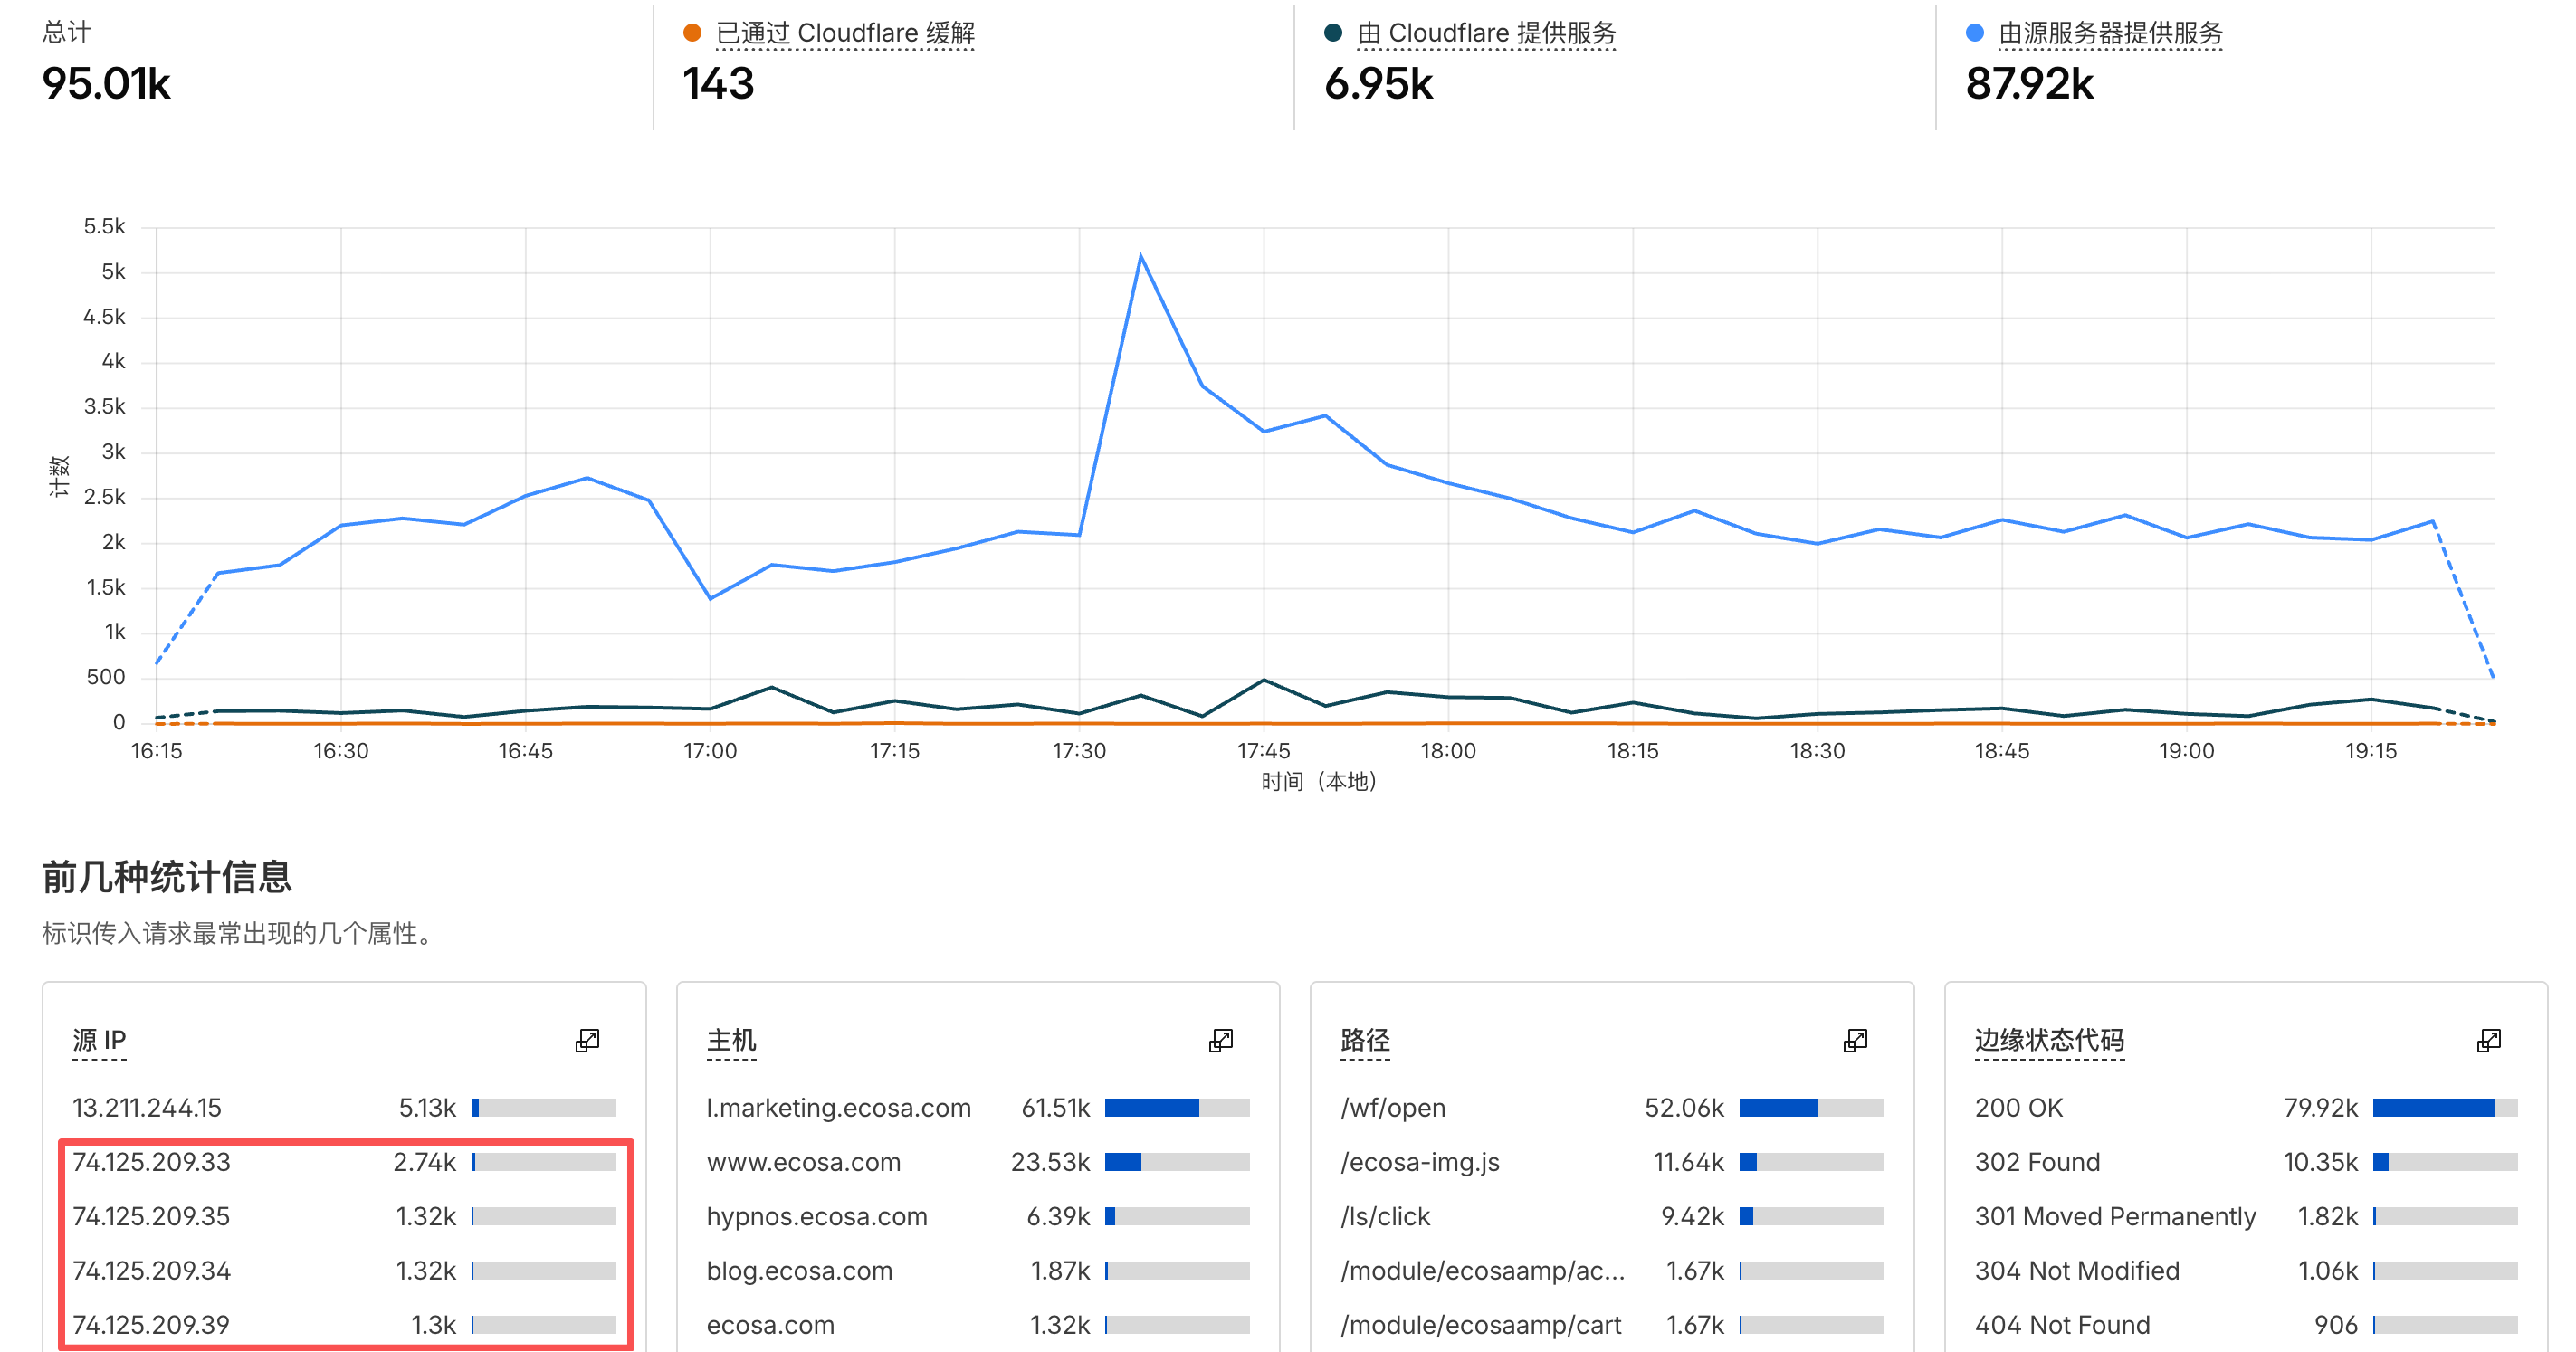 总计
95.01k
已通过 Cloudflare 缓解
143
由 Cloudflare 提供服务
6.95k
由源服务器提供服务
87.92k
5.5k
5k
4.5k
4k
3.5k
3k
2.5k
2k
1.5k
1k
500
0
计数
16:15
16:30
16:45
17:00
17:15
17:30
17:45
18:00
18:15
18:30
18:45
19:00
19:15
时间（本地）
前几种统计信息
标识传入请求最常出现的几个属性。
源 IP
13.211.244.15 5.13k
74.125.209.33 2.74k
74.125.209.35 1.32k
74.125.209.34 1.32k
74.125.209.39 1.3k
主机
l.marketing.ecosa.com 61.51k
www.ecosa.com 23.53k
hypnos.ecosa.com 6.39k
blog.ecosa.com 1.87k
ecosa.com 1.32k
路径
/wf/open 52.06k
/ecosa-img.js 11.64k
/ls/click 9.42k
/module/ecosaamp/ac... 1.67k
/module/ecosaamp/cart 1.67k
边缘状态代码
200 OK 79.92k
302 Found 10.35k
301 Moved Permanently 1.82k
304 Not Modified 1.06k
404 Not Found 906